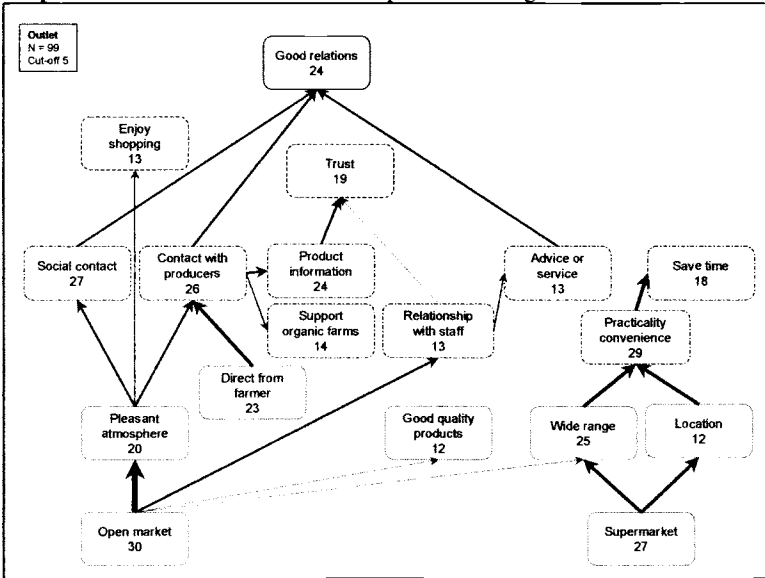 Outlet
N = 99
Cut-off 5
Good relations
24
Enjoy
shopping
13
Trust
19
Social contact
27
Contact with
producers
26
Product
information
24
Advice or
service
13
Save time
18
Support
organic farms
14
Relationship
with staff
13
Practicality
convenience
29
Direct from
farmer
23
Pleasant
atmosphere
20
Good quality
products
12
Wide range
25
Location
12
Open market
30
Supermarket
27